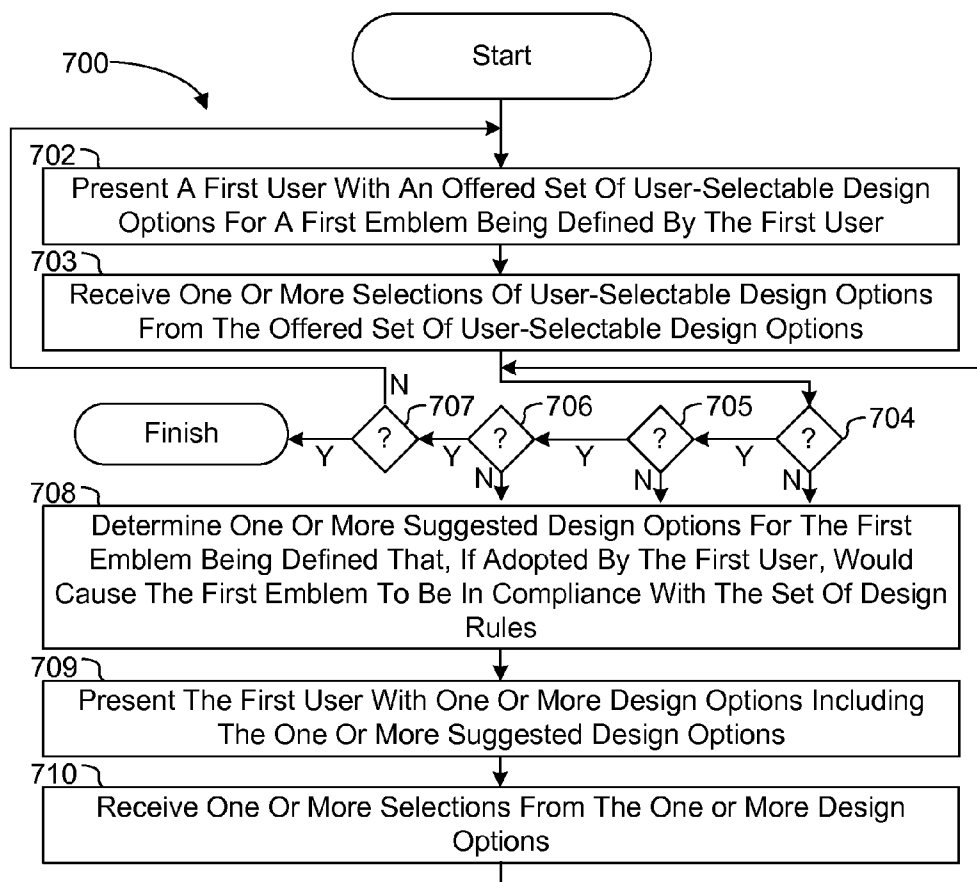 Start
700
702
Present A First User With An Offered Set Of User-Selectable Design
Options For A First Emblem Being Defined By The First User
703
Receive One Or More Selections Of User-Selectable Design Options
From The Offered Set Of User-Selectable Design Options
N
707
706
705
704
Finish
?
?
?
?
Y
Y
Y
Y
N
N
N
708
Determine One Or More Suggested Design Options For The First
Emblem Being Defined That, If Adopted By The First User, Would
Cause The First Emblem To Be In Compliance With The Set Of Design
Rules
709
Present The First User With One Or More Design Options Including
The One Or More Suggested Design Options
710
Receive One Or More Selections From The One or More Design
Options